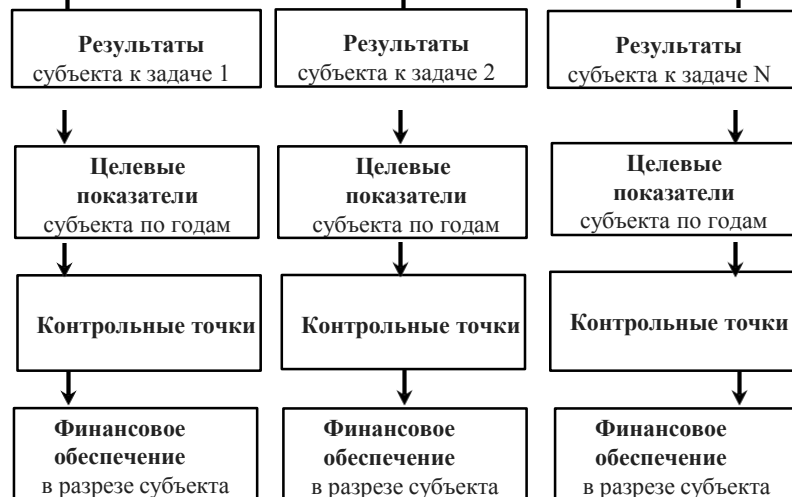 Результаты
субъекта к задаче 1
Результаты
субъекта к задаче 2
Результаты
субъекта к задаче N
Целевые
показатели
субъекта по годам
Целевые
показатели
субъекта по годам
Целевые
показатели
субъекта по годам
Контрольные точки
Контрольные точки
Контрольные точки
Финансовое
обеспечение
в разрезе субъекта
Финансовое
обеспечение
в разрезе субъекта
Финансовое
обеспечение
в разрезе субъекта